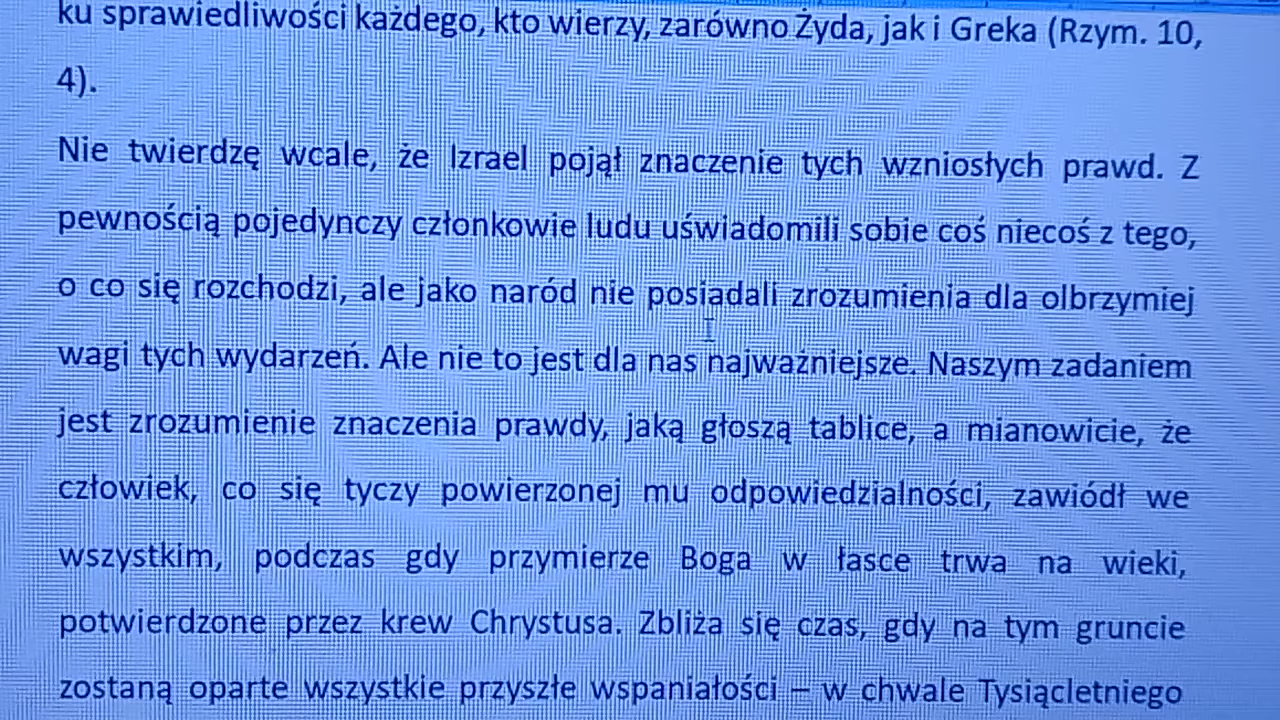 ku sprawiedliwości każdego, kto wierzy, zarówno Żyda, jak i Greka (Rzym. 10,
4).
Nie twierdzę wcale, że Izrael pojął znaczenie tych wzniosłych prawd. Z
pewnością pojedynczy członkowie ludu uświadomili sobie coś niecoś z tego,
o co się rozchodzi, ale jako naród nie posiadali zrozumienia dla olbrzymiej
wagi tych wydarzeń. Ale nie to jest dla nas najważniejsze. Naszym zadaniem
jest zrozumienie znaczenia prawdy, jaką głoszą tablice, a mianowicie, że
człowiek, co się tyczy powierzonej mu odpowiedzialności, zawiódł we
wszystkim, podczas gdy przymierze Boga w łasce trwa na wieki,
potwierdzone przez krew Chrystusa. Zbliża się czas, gdy na tym gruncie
zostaną oparte wszystkie przyszłe wspaniałości – w chwale Tysiącletniego